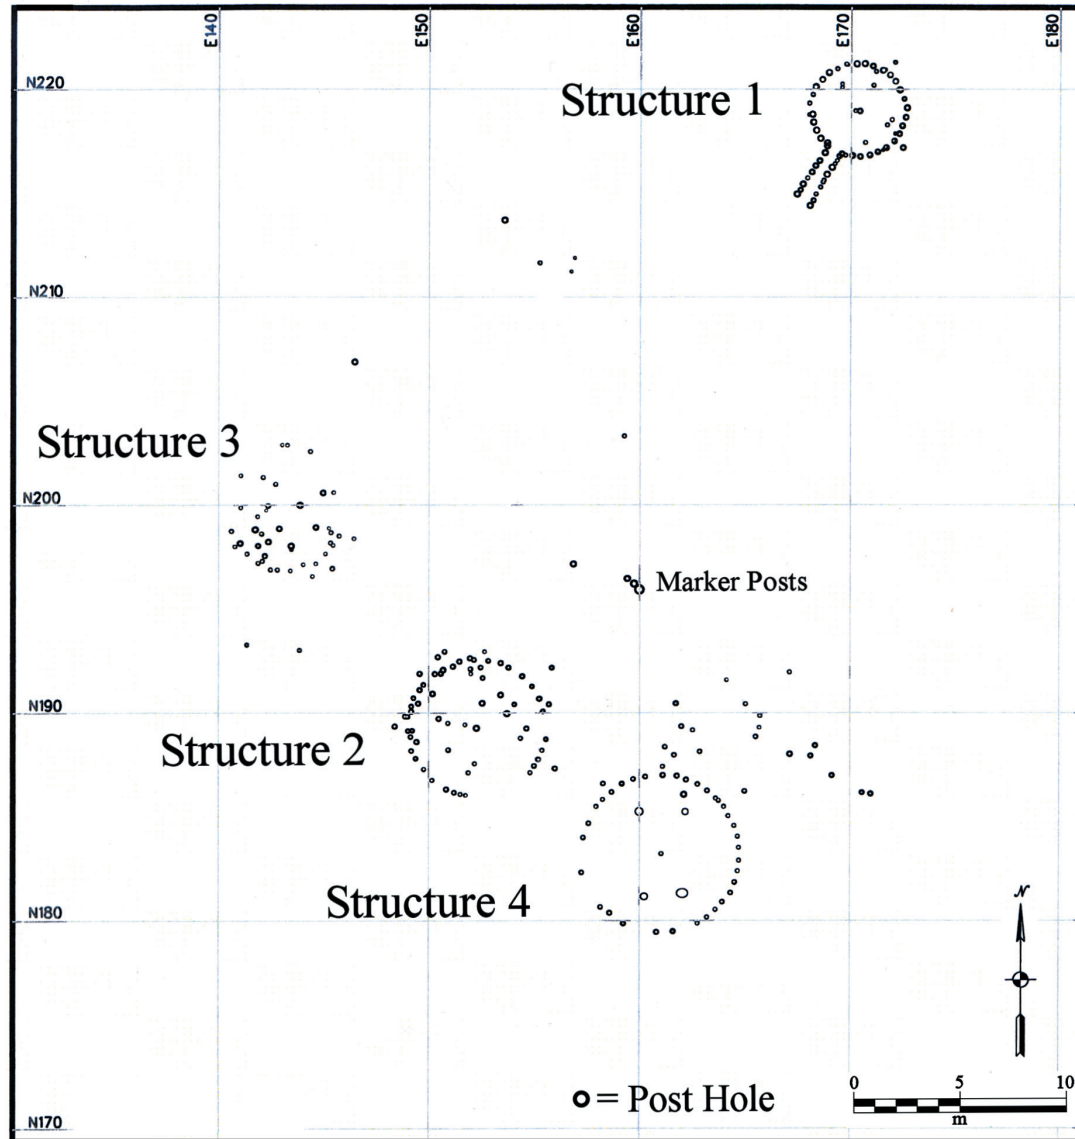 E140
E150
E160
E170
E180
N220
Structure 1
N210
Structure 3
N200
Marker Posts
N190
Structure 2
Structure 4
N180
N
= Post Hole
0 5 10
m
N170